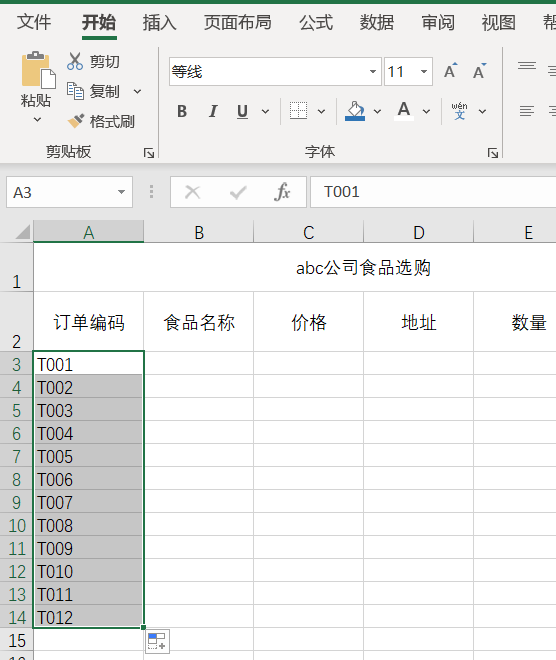 文件 开始 插入 页面布局 公式 数据 审阅 视图
粘贴 剪切 复制 格式刷
等线 11 A A
B I U A wén 文
剪贴板 字体
A3 fx T001
A B C D E
1 abc公司食品选购
2 订单编码 食品名称 价格 地址 数量
3 T001
4 T002
5 T003
6 T004
7 T005
8 T006
9 T007
10 T008
11 T009
12 T010
13 T011
14 T012
15